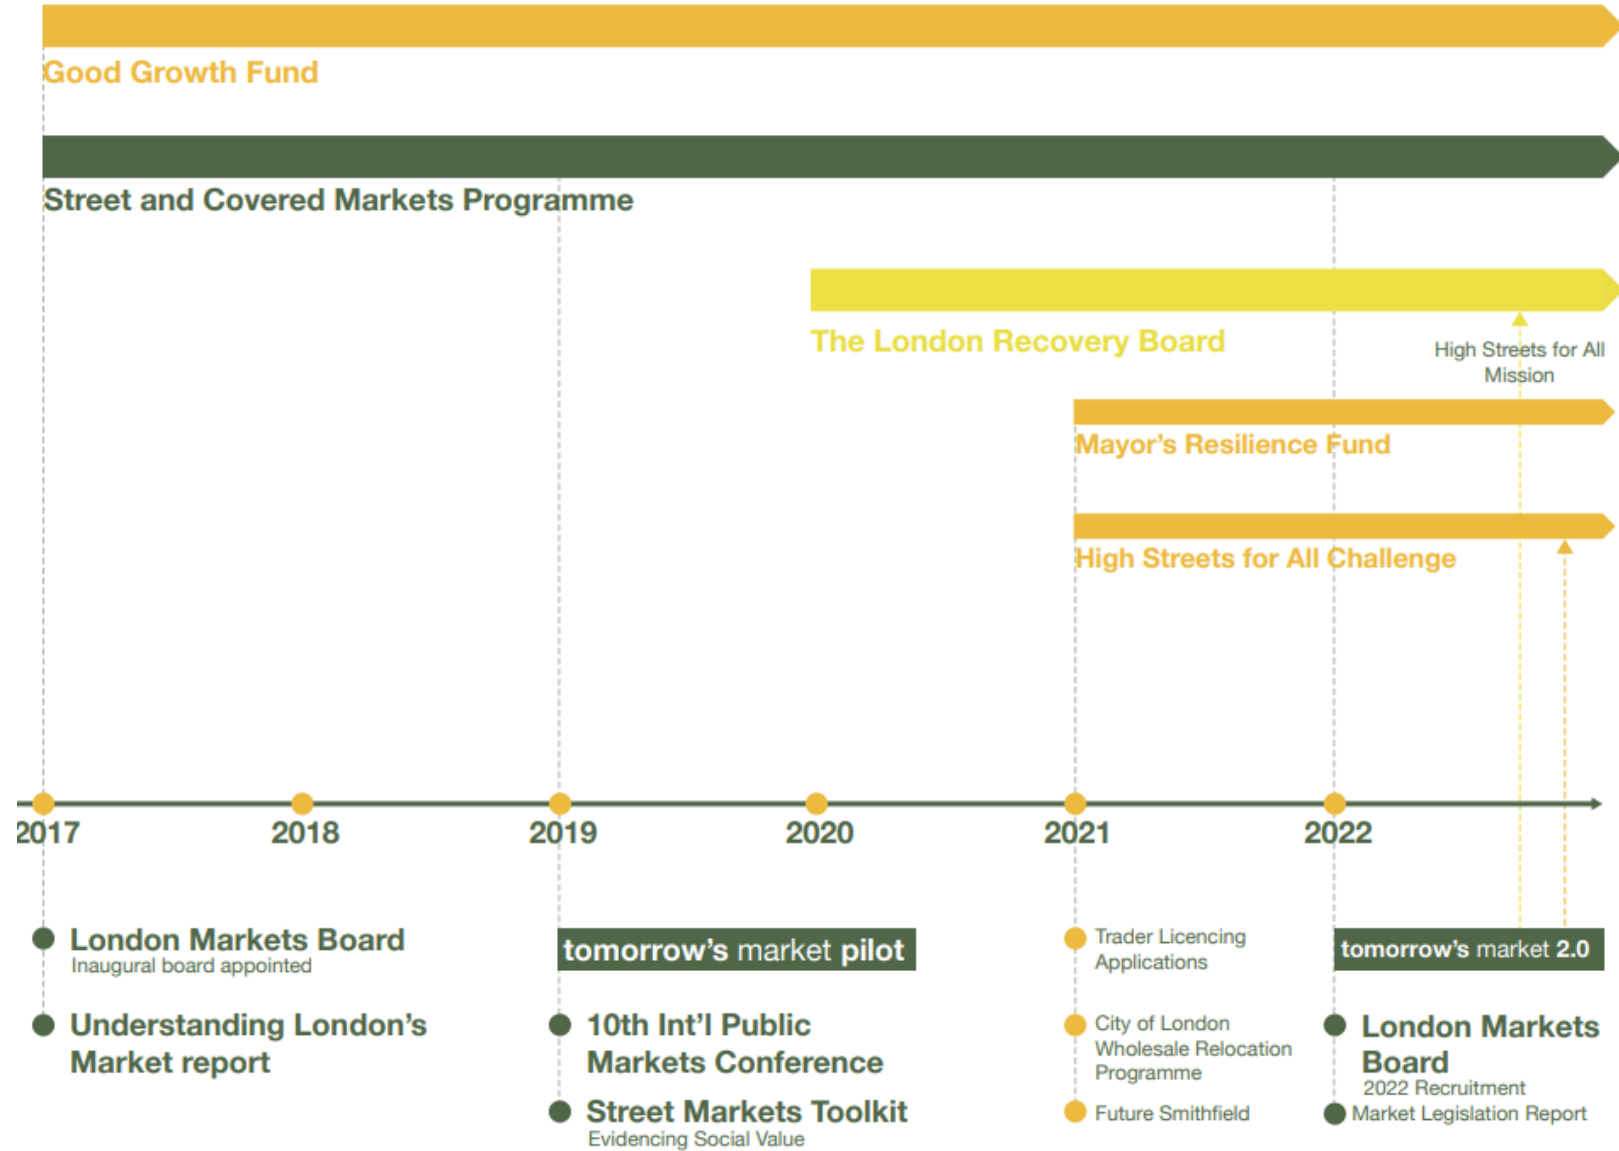 Good Growth Fund
Street and Covered Markets Programme
The London Recovery Board
High Streets for All
Mission
Mayor's Resilience Fund
High Streets for All Challenge
2017
2018
2019
2020
2021
2022
London Markets Board
Inaugural board appointed
Understanding London's
Market report
tomorrow's market pilot
10th Int'l Public
Markets Conference
Street Markets Toolkit
Evidencing Social Value
Trader Licencing
Applications
City of London
Wholesale Relocation
Programme
Future Smithfield
tomorrow's market 2.0
London Markets
Board
2022 Recruitment
Market Legislation Report